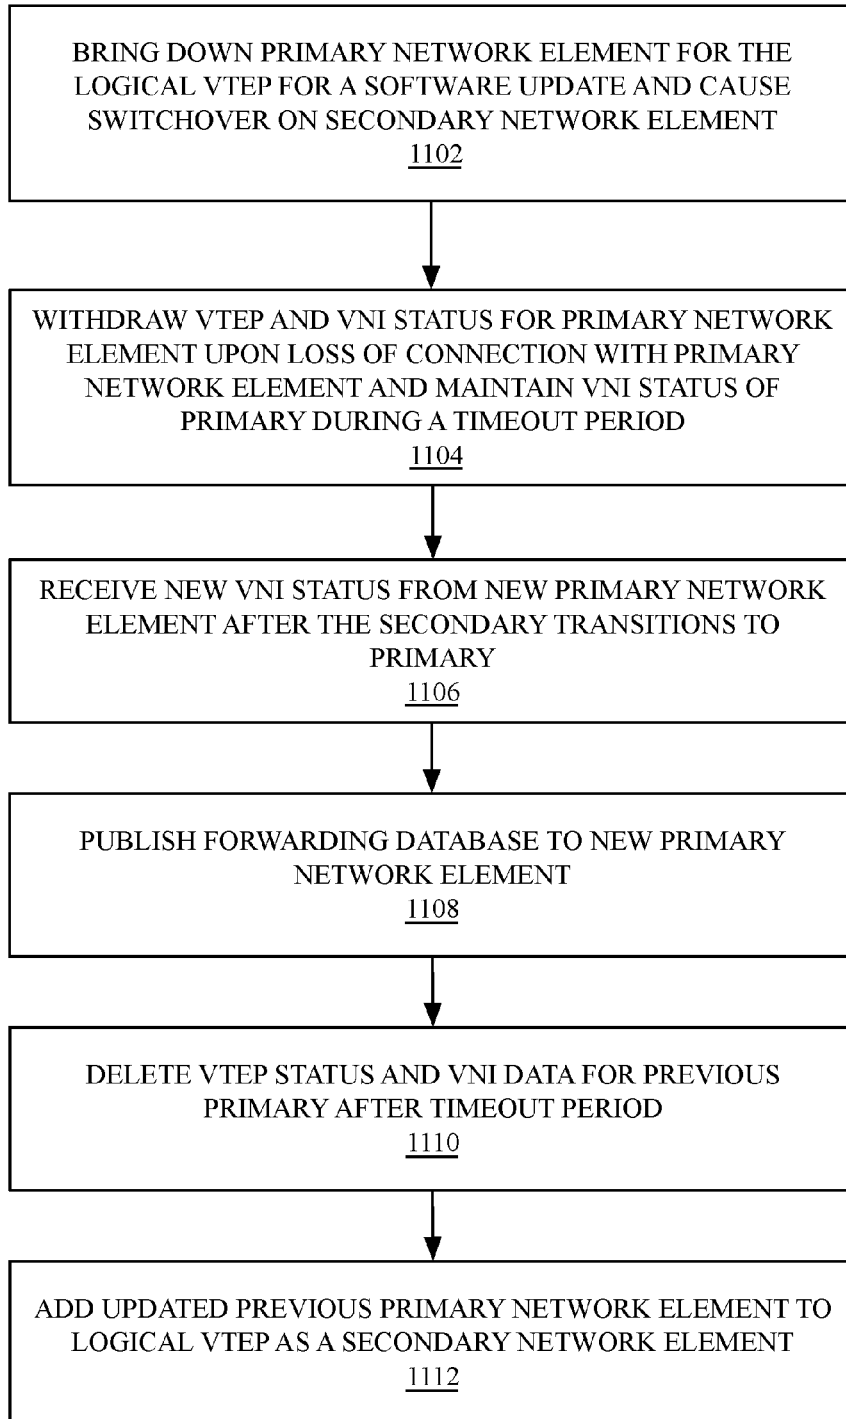 BRING DOWN PRIMARY NETWORK ELEMENT FOR THE
LOGICAL VTEP FOR A SOFTWARE UPDATE AND CAUSE
SWITCHOVER ON SECONDARY NETWORK ELEMENT
1102
WITHDRAW VTEP AND VNI STATUS FOR PRIMARY NETWORK
ELEMENT UPON LOSS OF CONNECTION WITH PRIMARY
NETWORK ELEMENT AND MAINTAIN VNI STATUS OF
PRIMARY DURING A TIMEOUT PERIOD
1104
RECEIVE NEW VNI STATUS FROM NEW PRIMARY NETWORK
ELEMENT AFTER THE SECONDARY TRANSITIONS TO
PRIMARY
1106
PUBLISH FORWARDING DATABASE TO NEW PRIMARY
NETWORK ELEMENT
1108
DELETE VTEP STATUS AND VNI DATA FOR PREVIOUS
PRIMARY AFTER TIMEOUT PERIOD
1110
ADD UPDATED PREVIOUS PRIMARY NETWORK ELEMENT TO
LOGICAL VTEP AS A SECONDARY NETWORK ELEMENT
1112